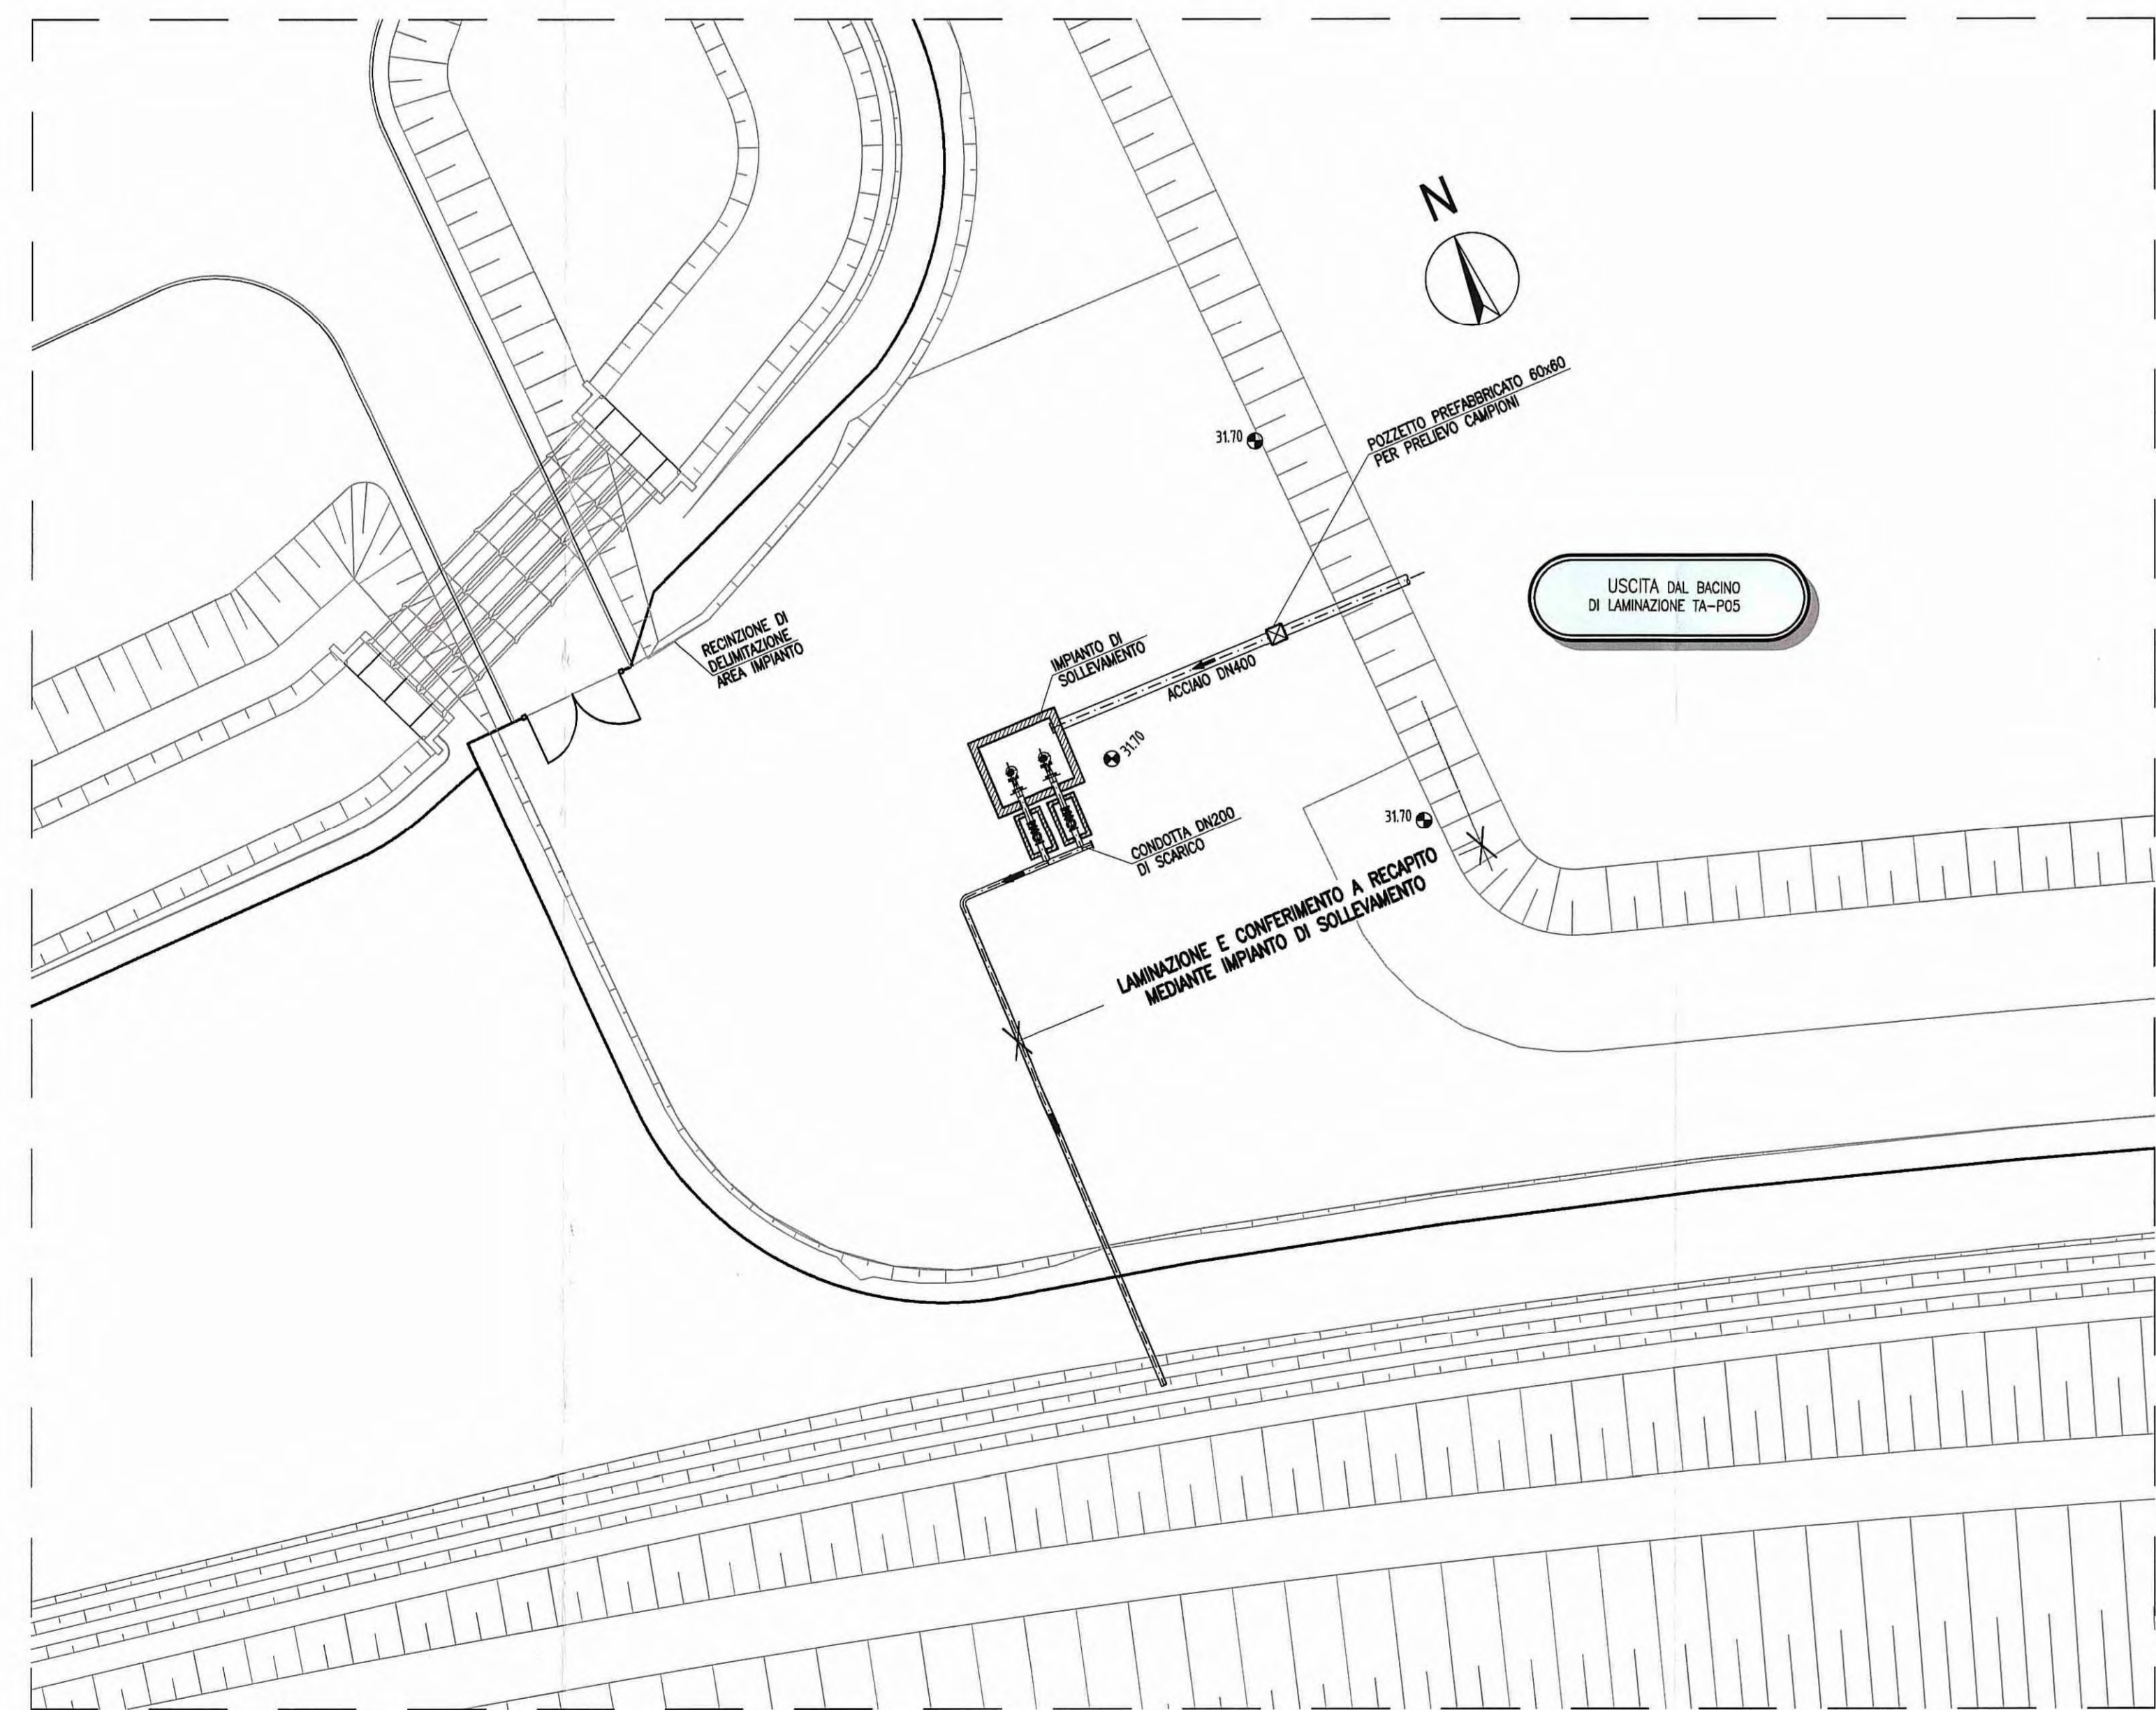 N
POZZETTO PREFABBRICATO 60x60
PER PRELIEVO CAMPIONI
31.70
USCITA DAL BACINO
DI LAMINAZIONE TA-P05
RECINZIONE DI
DELIMITAZIONE
AREA IMPIANTO
IMPIANTO DI
SOLLEVAMENTO
ACCIAIO DN400
31.70
31.70
CONDOTTA DN200
DI SCARICO
LAMINAZIONE E CONFERIMENTO A RECAPITO
MEDIANTE IMPIANTO DI SOLLEVAMENTO